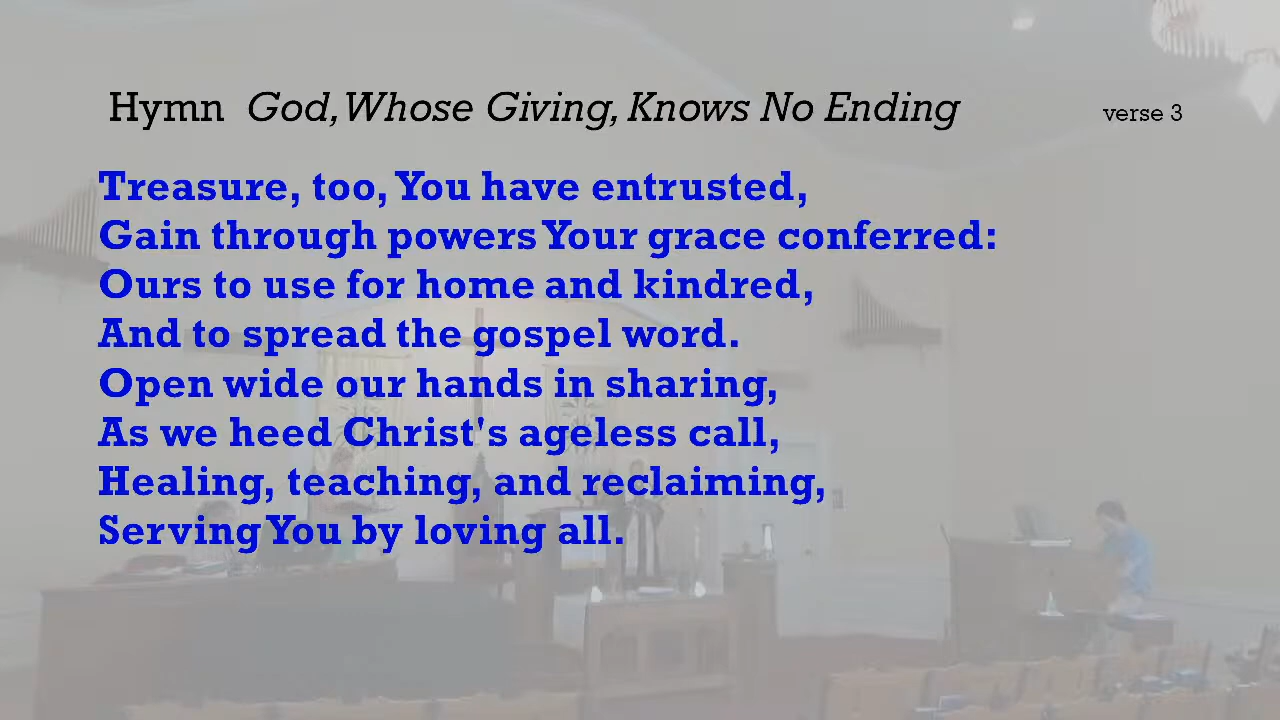 Hymn God, Whose Giving, Knows No Ending verse 3
Treasure, too, You have entrusted,
Gain through powers Your grace conferred:
Ours to use for home and kindred,
And to spread the gospel word.
Open wide our hands in sharing,
As we heed Christ's ageless call,
Healing, teaching, and reclaiming,
Serving You by loving all.